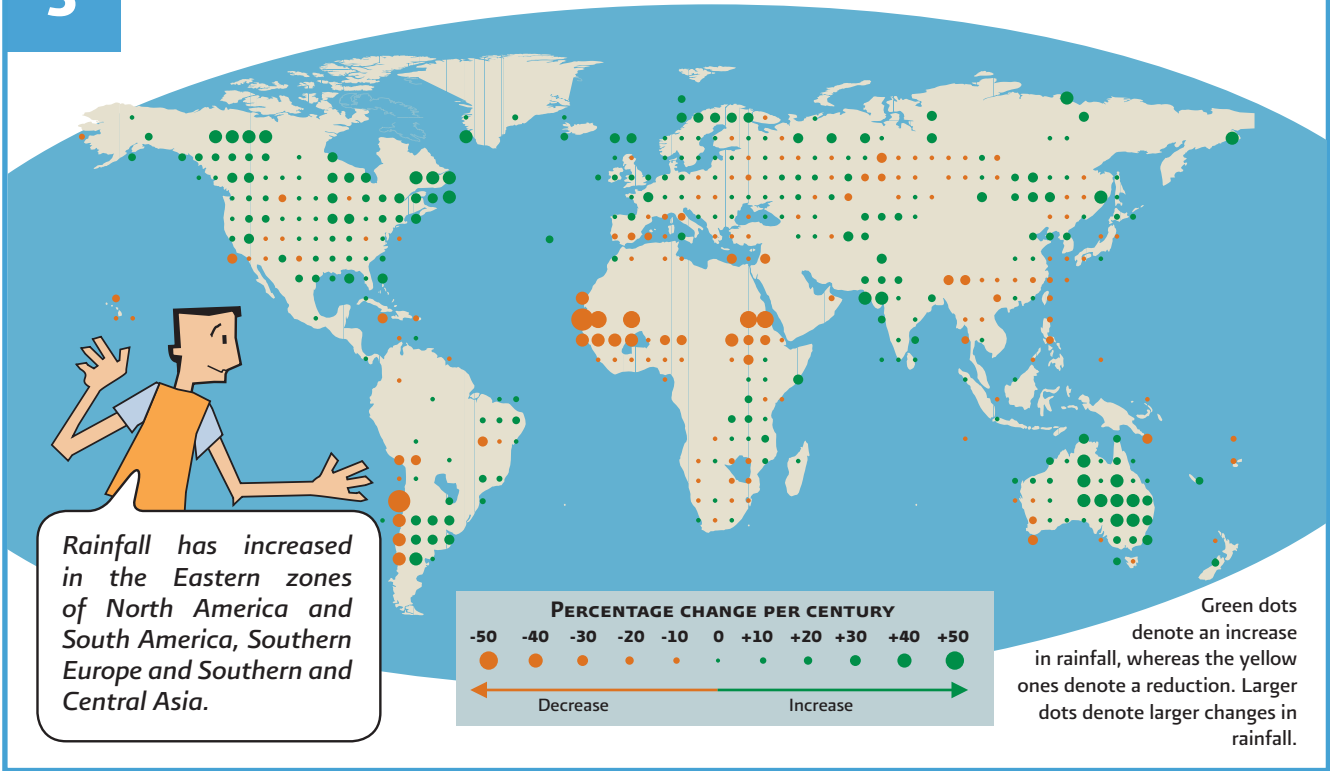 Rainfall has increased
in the Eastern zones
of North America and
South America, Southern
Europe and Southern and
Central Asia.
PERCENTAGE CHANGE PER CENTURY
-50 -40 -30 -20 -10 0 +10 +20 +30 +40 +50
Decrease Increase
Green dots
denote an increase
in rainfall, whereas the yellow
ones denote a reduction. Larger
dots denote larger changes in
rainfall.